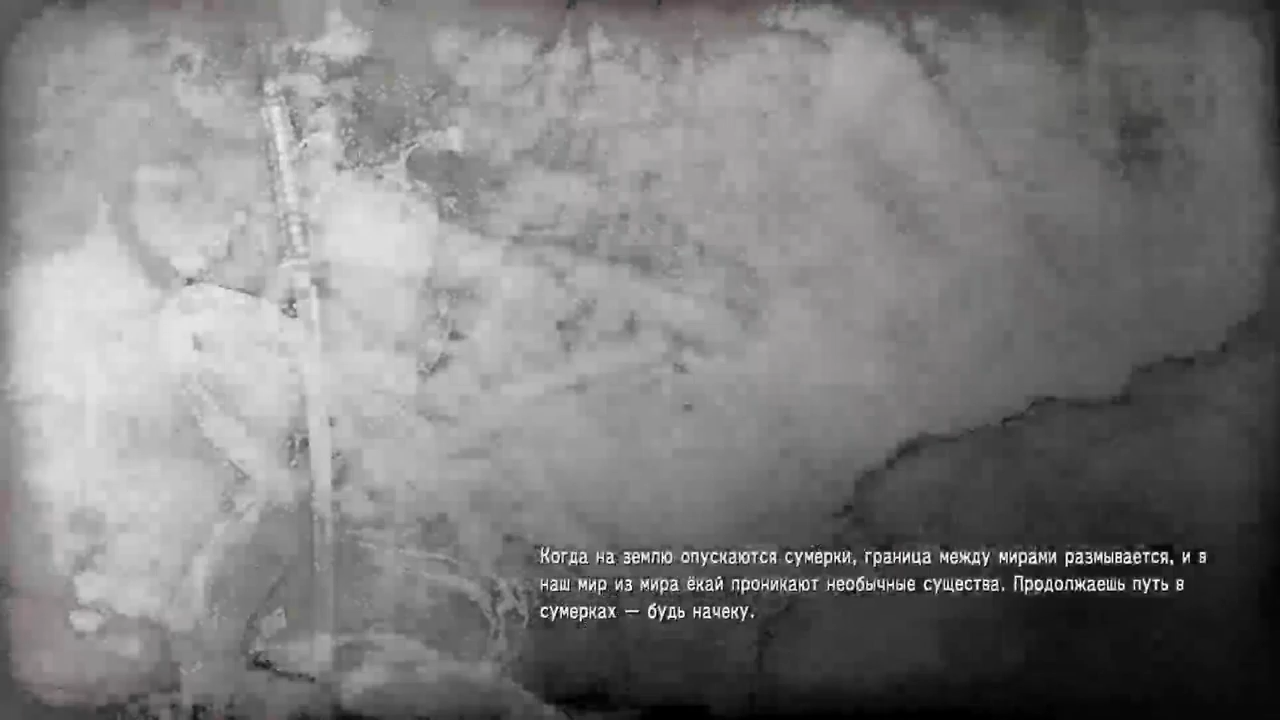 Когда на землю опускаются сумерки, граница между мирами размывается, и в
наш мир из мира ёкай проникают необычные существа. Продолжаешь путь в
сумерках — будь начеку.